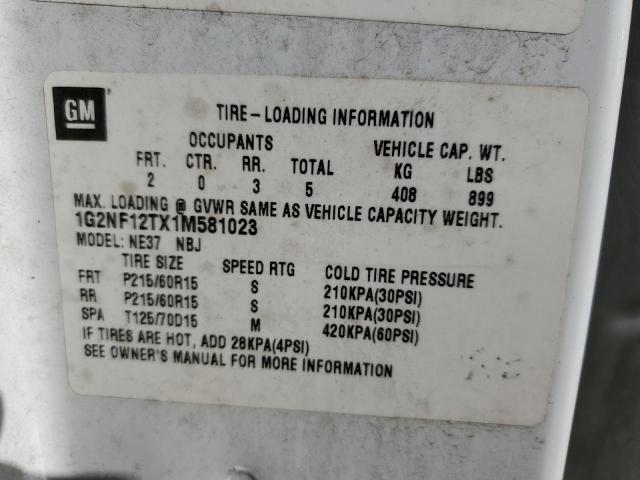 GM
TIRE-LOADING INFORMATION
OCCUPANTS VEHICLE CAP. WT.
FRT. CTR. RR. TOTAL KG LBS
2 0 3 5 408 899
MAX. LOADING @ GVWR SAME AS VEHICLE CAPACITY WEIGHT.
1G2NF12TX1M581023
MODEL: NE37 NBJ
TIRE SIZE SPEED RTG COLD TIRE PRESSURE
FRT P215/60R15 S 210KPA(30PSI)
RR P215/60R15 S 210KPA(30PSI)
SPA T125/70D15 M 420KPA(60PSI)
IF TIRES ARE HOT, ADD 28KPA(4PSI)
SEE OWNER'S MANUAL FOR MORE INFORMATION